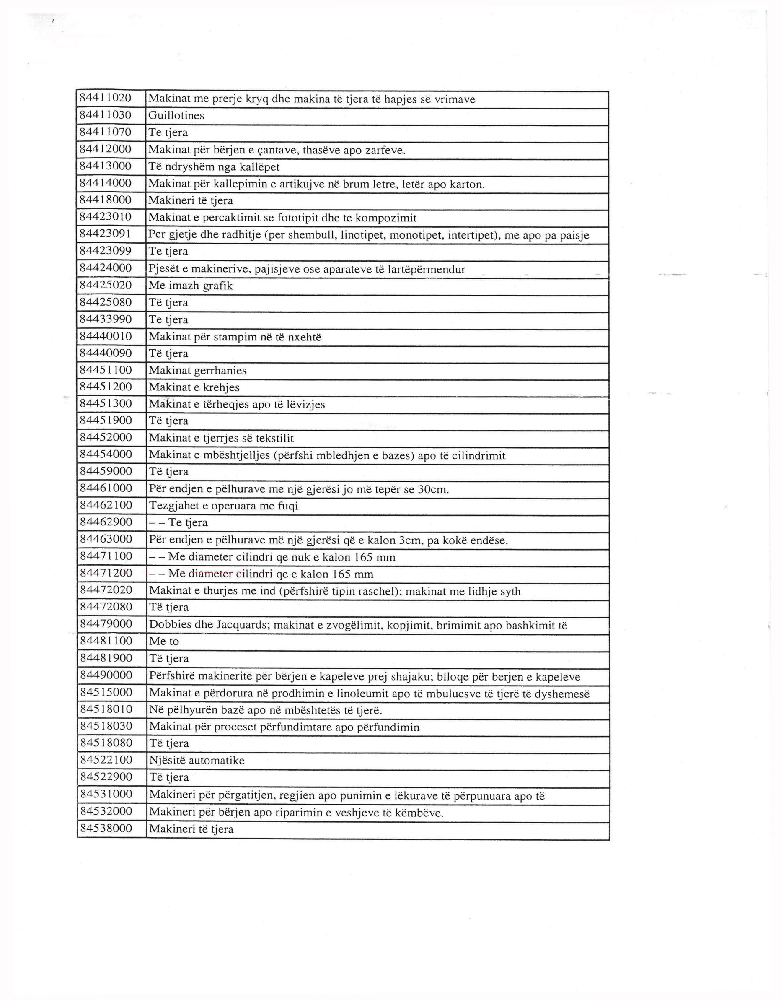 84411020 Makinat me prerje kryq dhe makina të tjera të hapjes së vrimave
84411030 Guillotines
84411070 Te tjera
84412000 Makinat për bërjen e çantave, thasëve apo zarfeve.
84413000 Të ndryshëm nga kallëpet
84414000 Makinat për kallepimin e artikujve në brum letre, letër apo karton.
84418000 Makineri të tjera
84423010 Makinat e percaktimit se fototipit dhe te kompozimit
84423091 Per gjetje dhe radhitje (per shembull, linotipet, monotipet, intertipet), me apo pa paisje
84423099 Te tjera
84424000 Pjesët e makinerive, pajisjeve ose aparateve të lartëpërmendur
84425020 Me imazh grafik
84425080 Të tjera
84433990 Te tjera
84440010 Makinat për stampim në të nxehtë
84440090 Të tjera
84451100 Makinat gerrhanies
84451200 Makinat e krehjes
84451300 Makinat e tërheqjes apo të lëvizjes
84451900 Të tjera
84452000 Makinat e tjerrjes së tekstilit
84454000 Makinat e mbështjelljes (përfshi mbledhjen e bazes) apo të cilindrimit
84459000 Të tjera
84461000 Për endjen e pëlhurave me një gjerësi jo më tepër se 30cm.
84462100 Tezgjahet e operuara me fuqi
84462900 – – Te tjera
84463000 Për endjen e pëlhurave më një gjerësi që e kalon 3cm, pa kokë endëse.
84471100 – – Me diameter cilindri qe nuk e kalon 165 mm
84471200 – – Me diameter cilindri qe e kalon 165 mm
84472020 Makinat e thurjes me ind (përfshirë tipin raschel); makinat me lidhje syth
84472080 Të tjera
84479000 Dobbies dhe Jacquards; makinat e zvogëlimit, kopjimit, brimimit apo bashkimit të
84481100 Me to
84481900 Të tjera
84490000 Përfshirë makineritë për bërjen e kapeleve prej shajaku; blloqe për berjen e kapeleve
84515000 Makinat e përdorura në prodhimin e linoleumit apo të mbuluesve të tjerë të dyshemesë
84518010 Në pëlhyurën bazë apo në mbështetës të tjerë.
84518030 Makinat për proceset përfundimtare apo përfundimin
84518080 Të tjera
84522100 Njësitë automatike
84522900 Të tjera
84531000 Makineri për përgatitjen, regjien apo punimin e lëkurave të përpunuara apo të
84532000 Makineri për bërjen apo riparimin e veshjeve të këmbëve.
84538000 Makineri të tjera